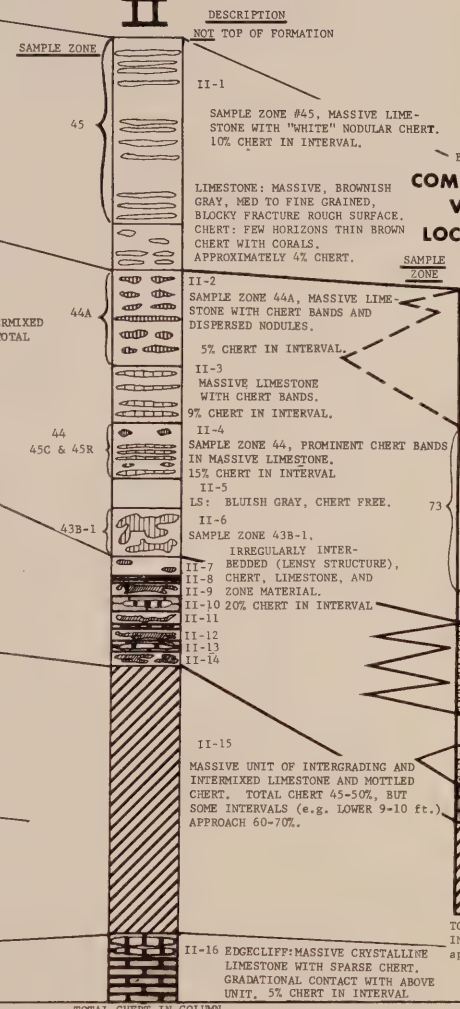 II
DESCRIPTION
NOT TOP OF FORMATION
SAMPLE ZONE
II-1
45
SAMPLE ZONE #45, MASSIVE LIME-
STONE WITH "WHITE" NODULAR CHERT.
10% CHERT IN INTERVAL.
COM
LIMESTONE: MASSIVE, BROWNISH
GRAY, MED TO FINE GRAINED,
BLOCKY FRACTURE ROUGH SURFACE.
CHERT: FEW HORIZONS THIN BROWN
CHERT WITH CORALS.
APPROXIMATELY 4% CHERT.
V
LOC
SAMPLE
ZONE
II-2
44A
SAMPLE ZONE 44A, MASSIVE LIME-
STONE WITH CHERT BANDS AND
DISPERSED NODULES.
5% CHERT IN INTERVAL.
ERMIXED
OTAL
II-3
MASSIVE LIMESTONE
WITH CHERT BANDS.
9% CHERT IN INTERVAL.
44
45C & 45R
II-4
SAMPLE ZONE 44, PROMINENT CHERT BANDS
IN MASSIVE LIMESTONE.
15% CHERT IN INTERVAL
II-5
LS: BLUISH GRAY, CHERT FREE.
73
43B-1
II-6
SAMPLE ZONE 43B-1,
IRREGULARLY INTER-
BEDDED (LENSY STRUCTURE),
CHERT, LIMESTONE, AND
ZONE MATERIAL.
20% CHERT IN INTERVAL
II-7
II-8
II-9
II-10
II-11
II-12
II-13
II-14
II-15
MASSIVE UNIT OF INTERGRADING AND
INTERMIXED LIMESTONE AND MOTTLED
CHERT. TOTAL CHERT 45-50%, BUT
SOME INTERVALS (e.g. LOWER 9-10 ft.)
APPROACH 60-70%.
II-16 EDGECLIFF: MASSIVE CRYSTALLINE
LIMESTONE WITH SPARSE CHERT.
GRADATIONAL CONTACT WITH ABOVE
UNIT. 5% CHERT IN INTERVAL
TO
IN
ap
TOTAL CHERT IN COLUMN